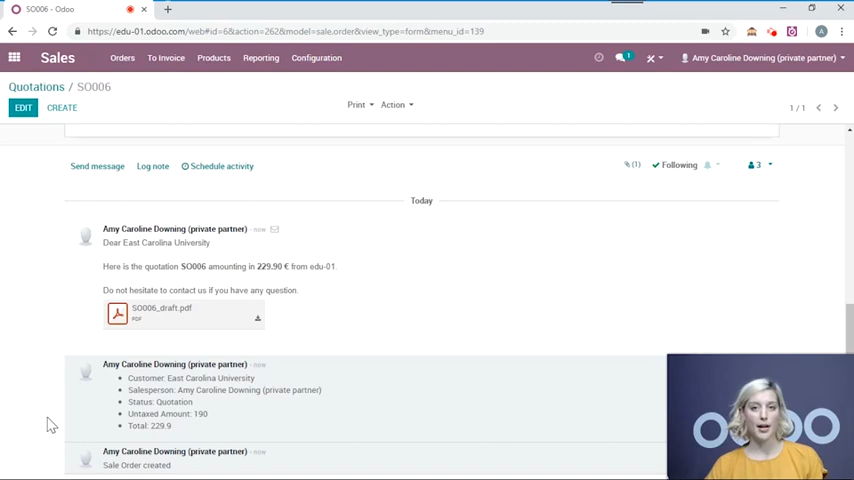 SO006 - Odoo
https://edu-01.odoo.com/web#id=6&action=262&model=sale.order&view_type=form&menu_id=139
Sales Orders To Invoice Products Reporting Configuration 1 Amy Caroline Downing (private partner)
Quotations / SO006
EDIT CREATE Print Action 1 / 1
Send message Log note Schedule activity (1) Following 3
Today
Amy Caroline Downing (private partner) - now
Dear East Carolina University
Here is the quotation SO006 amounting in 229.90 € from edu-01.
Do not hesitate to contact us if you have any question.
SO006_draft.pdf
PDF
Amy Caroline Downing (private partner) - now
Customer: East Carolina University
Salesperson: Amy Caroline Downing (private partner)
Status: Quotation
Untaxed Amount: 190
Total: 229.9
Amy Caroline Downing (private partner) - now
Sale Order created
odoo